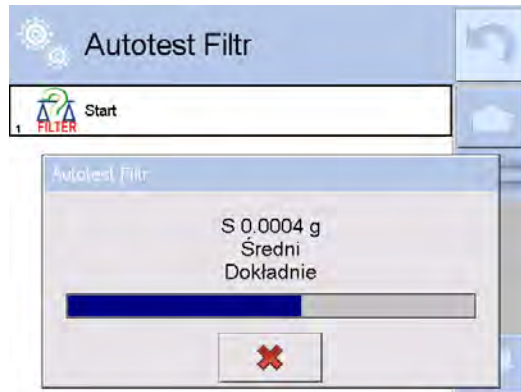 Autotest Filtr
1 FILTER Start
Autotest Filtr
S 0.0004 g
Średni
Dokładnie